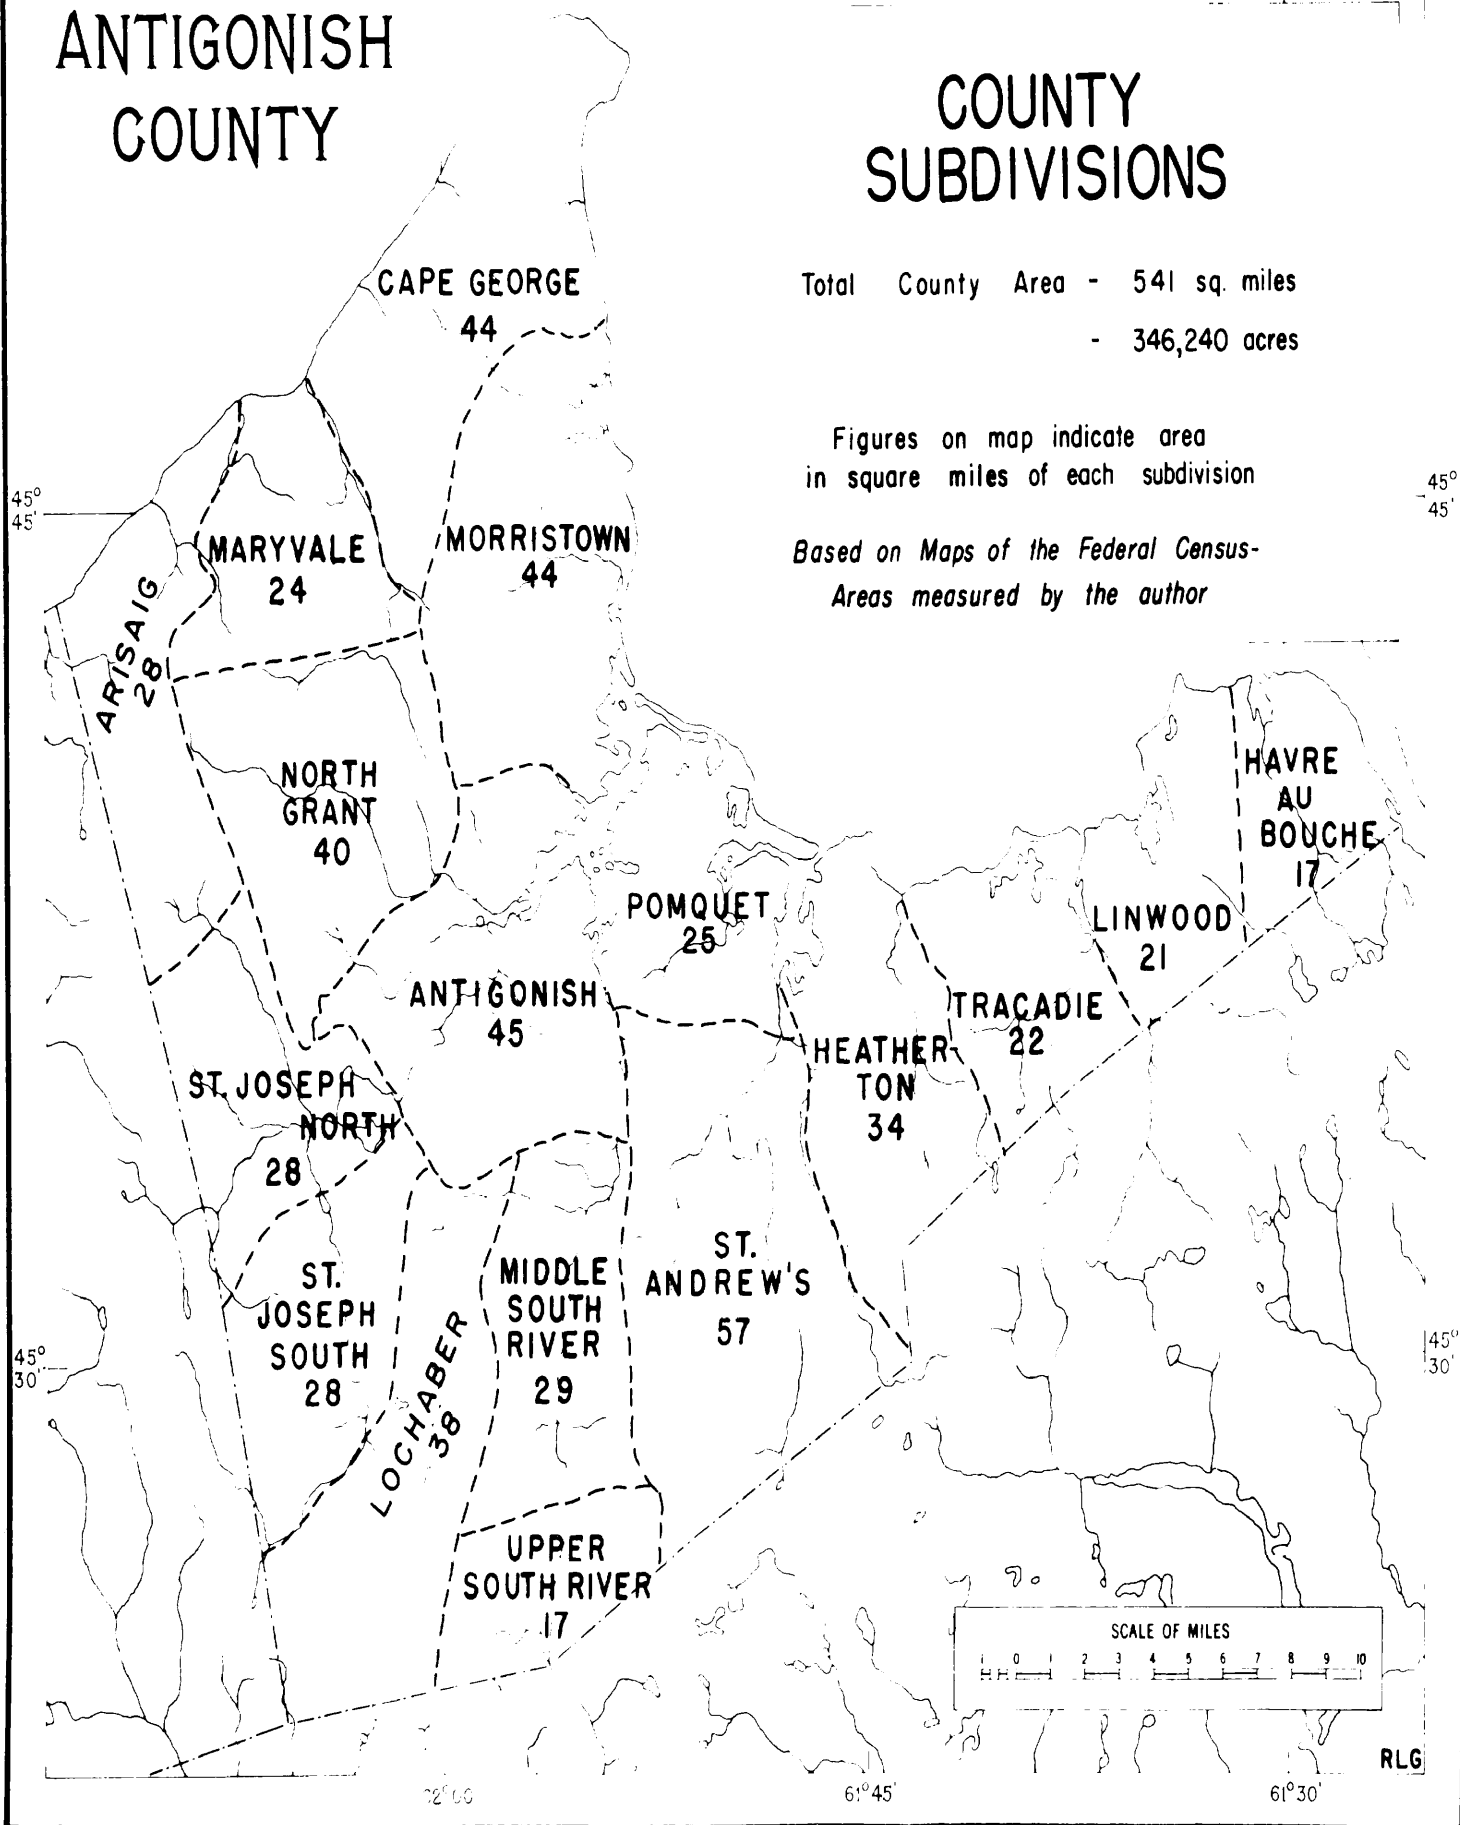 ANTIGONISH
COUNTY
COUNTY
SUBDIVISIONS
Total County Area - 541 sq. miles
- 346,240 acres
Figures on map indicate area
in square miles of each subdivision
Based on Maps of the Federal Census-
Areas measured by the author
CAPE GEORGE
44
45°
45'
45°
45'
MARYVALE
24
MORRISTOWN
44
ARISAIG
28
NORTH
GRANT
40
HAVRE
AU
BOUCHE
17
POMQUET
25
LINWOOD
21
ANTIGONISH
45
TRACADIE
22
HEATHER-
TON
34
ST. JOSEPH
NORTH
28
ST.
JOSEPH
SOUTH
28
LOCHABER
38
MIDDLE
SOUTH
RIVER
29
ST.
ANDREW'S
57
45°
30'
45°
30'
UPPER
SOUTH RIVER
17
SCALE OF MILES
1 0 1 2 3 4 5 6 7 8 9 10
RLG
61°45'
61°30'